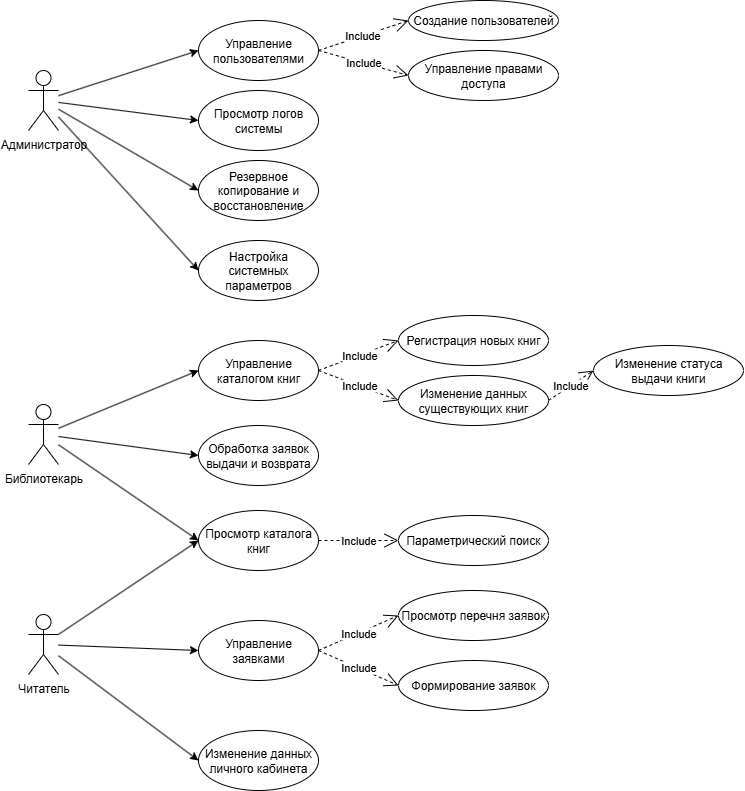 Создание пользователей
Include
Управление
пользователями
Include
Управление правами
доступа
Просмотр логов
системы
Администратор
Резервное
копирование и
восстановление
Настройка
системных
параметров
Регистрация новых книг
Include
Управление
каталогом книг
Include
Изменение статуса
выдачи книги
Include
Изменение данных
существующих книг
Обработка заявок
выдачи и возврата
Библиотекарь
Просмотр каталога
книг
Include
Параметрический поиск
Просмотр перечня заявок
Include
Управление
заявками
Include
Формирование заявок
Читатель
Изменение данных
личного кабинета